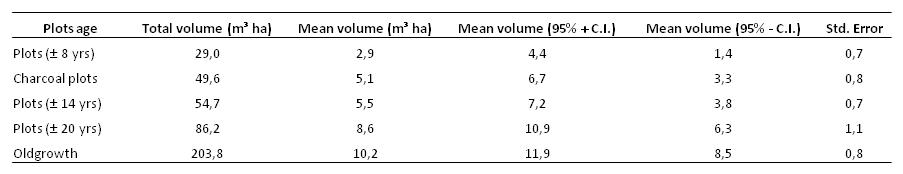 Plots age Total volume (m³ ha) Mean volume (m³ ha) Mean volume (95% + C.I.) Mean volume (95% - C.I.) Std. Error
Plots (± 8 yrs) 29,0 2,9 4,4 1,4 0,7
Charcoal plots 49,6 5,1 6,7 3,3 0,8
Plots (± 14 yrs) 54,7 5,5 7,2 3,8 0,7
Plots (± 20 yrs) 86,2 8,6 10,9 6,3 1,1
Oldgrowth 203,8 10,2 11,9 8,5 0,8